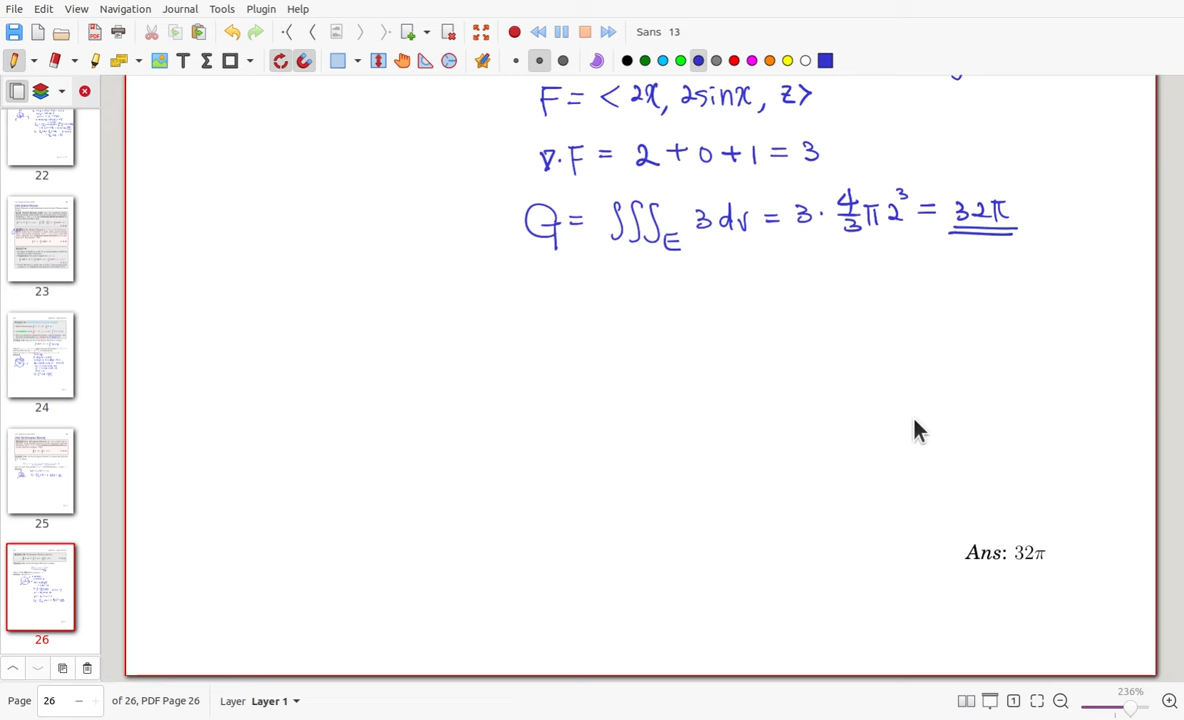 File Edit View Navigation Journal Tools Plugin Help
Sans 13
22
23
24
25
26
F = < 2x, 2sinx, z>
∇·F = 2 + 0 + 1 = 3
Q = ∭_E 3 dv = 3 · 4/3 π 2³ = 32π
Ans: 32π
Page 26 of 26, PDF Page 26 Layer Layer 1 236%